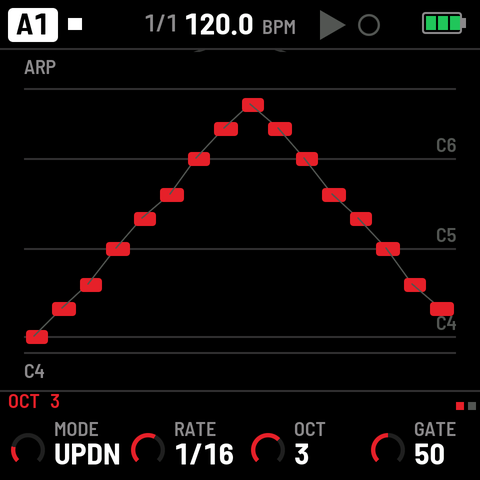 A1 1/1 120.0 BPM
ARP
C6
C5
C4
C4
OCT 3
MODE RATE OCT GATE
UPDN 1/16 3 50